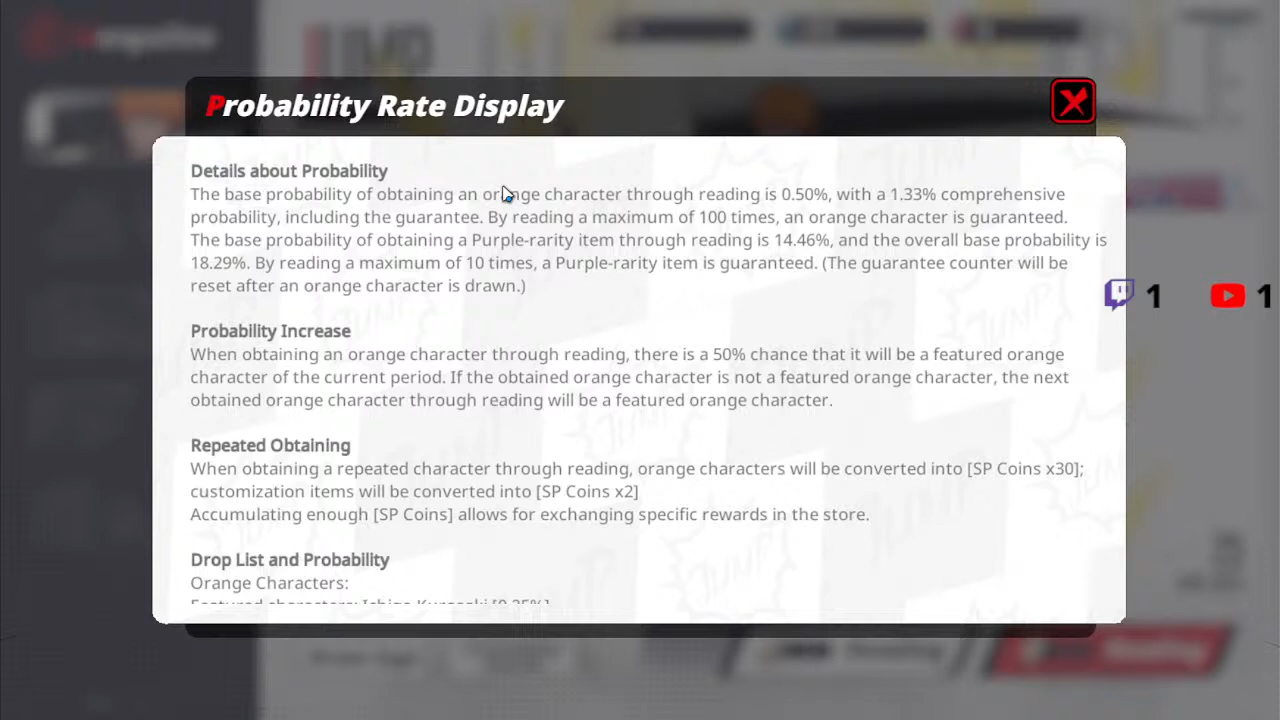 JUMP
Probability Rate Display
Details about Probability
The base probability of obtaining an orange character through reading is 0.50%, with a 1.33% comprehensive
probability, including the guarantee. By reading a maximum of 100 times, an orange character is guaranteed.
The base probability of obtaining a Purple-rarity item through reading is 14.46%, and the overall base probability is
18.29%. By reading a maximum of 10 times, a Purple-rarity item is guaranteed. (The guarantee counter will be
reset after an orange character is drawn.)
1
1
Probability Increase
When obtaining an orange character through reading, there is a 50% chance that it will be a featured orange
character of the current period. If the obtained orange character is not a featured orange character, the next
obtained orange character through reading will be a featured orange character.
Repeated Obtaining
When obtaining a repeated character through reading, orange characters will be converted into [SP Coins x30];
customization items will be converted into [SP Coins x2]
Accumulating enough [SP Coins] allows for exchanging specific rewards in the store.
Drop List and Probability
Orange Characters:
Featured characters: Ichigo Kurosaki [0.25%]